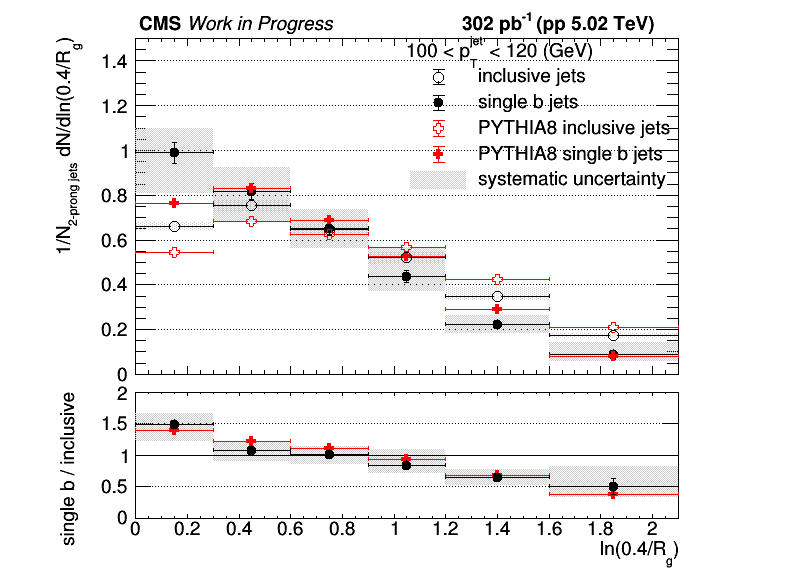 CMS Work in Progress 302 pb-1 (pp 5.02 TeV)
100 < pTjet < 120 (GeV)
inclusive jets
single b jets
PYTHIA8 inclusive jets
PYTHIA8 single b jets
systematic uncertainty
1/N2-prong jets dN/dln(0.4/Rg)
1.4
1.2
1
0.8
0.6
0.4
0.2
0
single b / inclusive
2
1.5
1
0.5
0
0 0.2 0.4 0.6 0.8 1 1.2 1.4 1.6 1.8 2
ln(0.4/Rg)